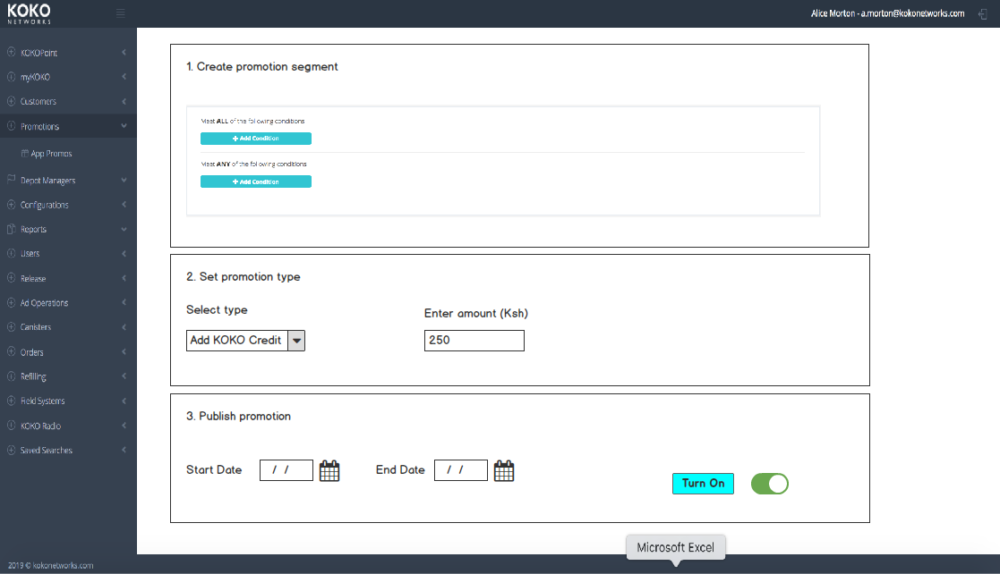 KOKO
NETWORKS
Alice Morton - a.morton@kokonetworks.com
KOKOPoint
myKOKO
Customers
Promotions
App Promos
Depot Managers
Configurations
Reports
Users
Release
Ad Operations
Canisters
Orders
Refilling
Field Systems
KOKO Radio
Saved Searches
1. Create promotion segment
Meet ALL of the following conditions
+ Add Condition
Meet ANY of the following conditions
+ Add Condition
2. Set promotion type
Select type
Enter amount (Ksh)
Add KOKO Credit
250
3. Publish promotion
Start Date / / End Date / /
Turn On
Microsoft Excel
2019 © kokonetworks.com